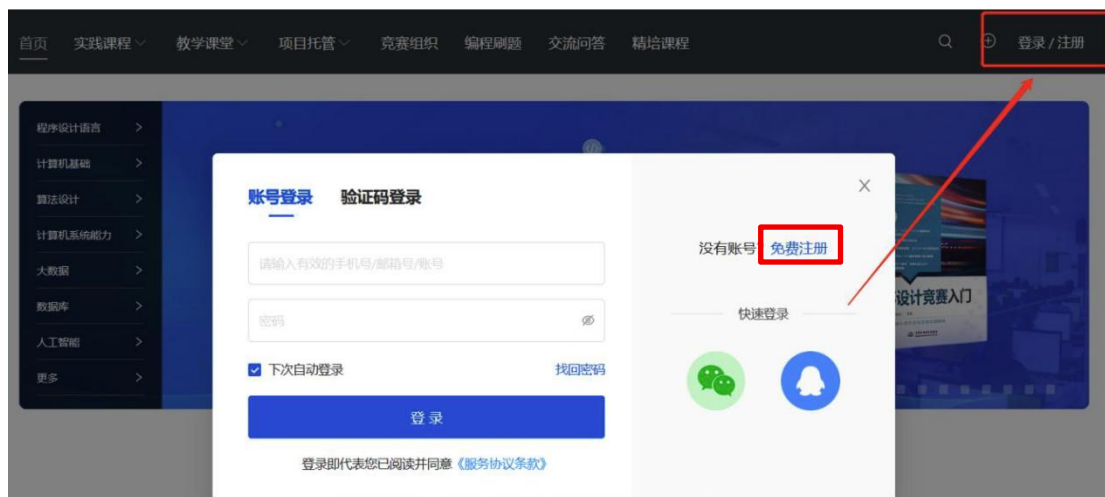 首页 实践课程 教学课堂 项目托管 竞赛组织 编程刷题 交流问答 精培课程 登录 / 注册
程序设计语言
计算机基础
算法设计
计算机系统能力
大数据
数据库
人工智能
更多
账号登录 验证码登录
请输入有效的手机号/邮箱号/账号
密码
下次自动登录 找回密码
登录
登录即代表您已阅读并同意《服务协议条款》
没有账号? 免费注册
快速登录
设计竞赛入门